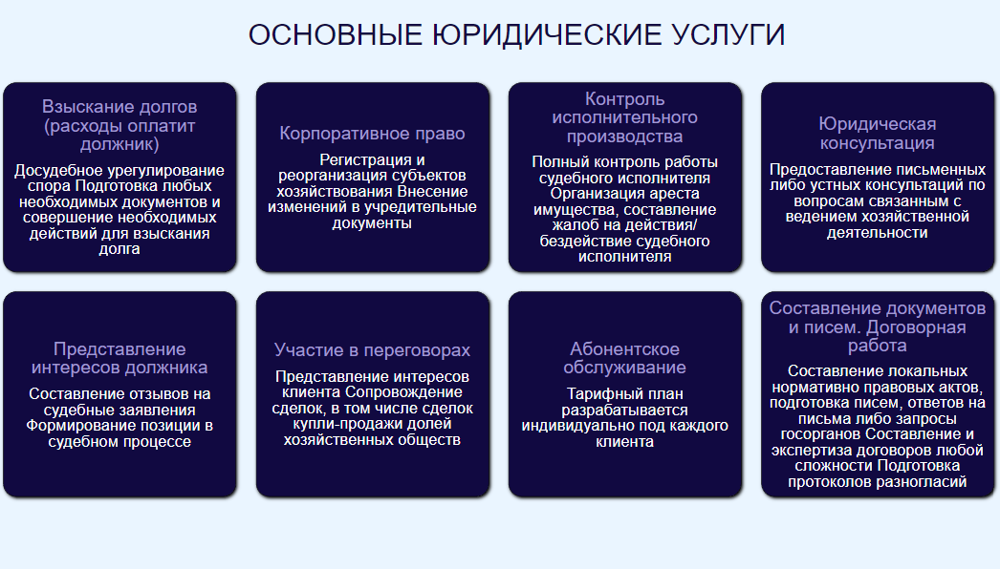 ОСНОВНЫЕ ЮРИДИЧЕСКИЕ УСЛУГИ
Взыскание долгов
(расходы оплатит
должник)
Досудебное урегулирование
спора Подготовка любых
необходимых документов и
совершение необходимых
действий для взыскания
долга
Корпоративное право
Регистрация и
реорганизация субъектов
хозяйствования Внесение
изменений в учредительные
документы
Контроль
исполнительного
производства
Полный контроль работы
судебного исполнителя
Организация ареста
имущества, составление
жалоб на действия/
бездействие судебного
исполнителя
Юридическая
консультация
Предоставление письменных
либо устных консультаций по
вопросам связанным с
ведением хозяйственной
деятельности
Представление
интересов должника
Составление отзывов на
судебные заявления
Формирование позиции в
судебном процессе
Участие в переговорах
Представление интересов
клиента Сопровождение
сделок, в том числе сделок
купли-продажи долей
хозяйственных обществ
Абонентское
обслуживание
Тарифный план
разрабатывается
индивидуально под каждого
клиента
Составление документов
и писем. Договорная
работа
Составление локальных
нормативно правовых актов,
подготовка писем, ответов на
письма либо запросы
госорганов Составление и
экспертиза договоров любой
сложности Подготовка
протоколов разногласий